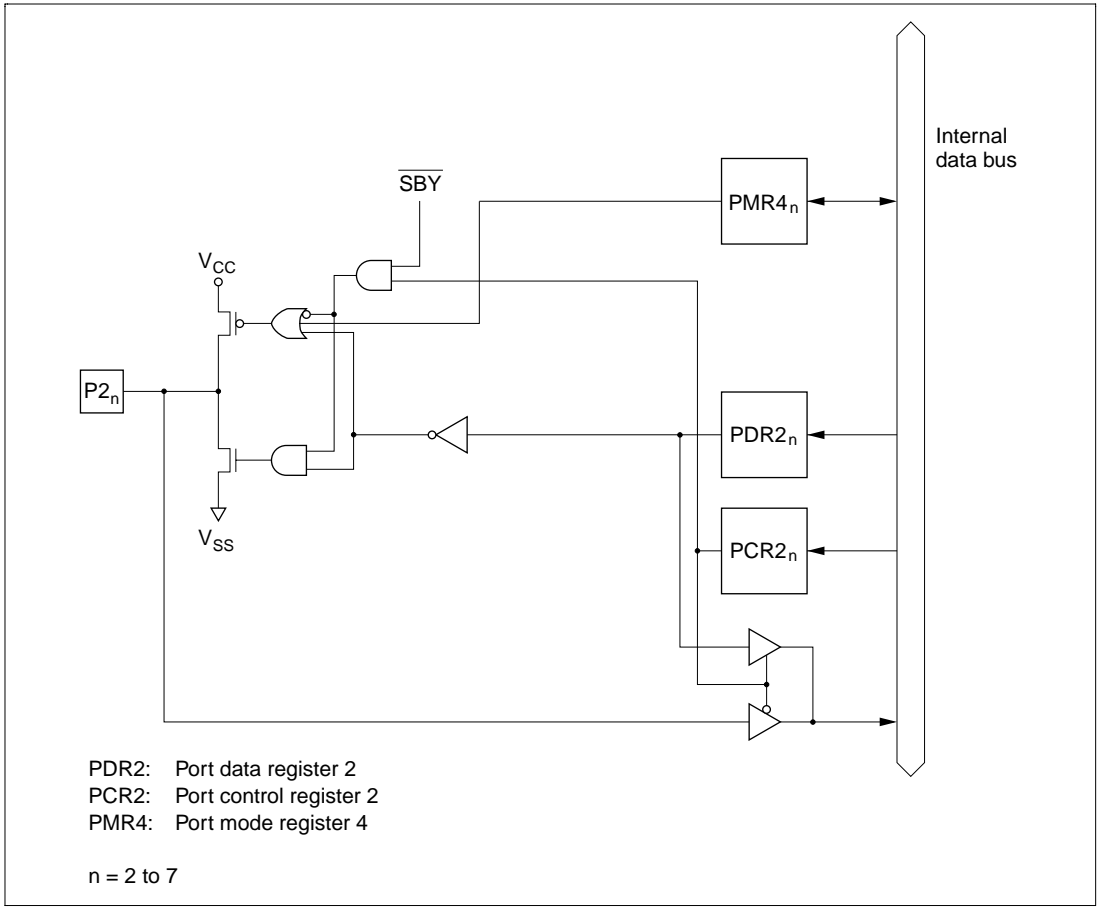 Internal
data bus
SBY
PMR4n
VCC
P2n
PDR2n
VSS
PCR2n
PDR2: Port data register 2
PCR2: Port control register 2
PMR4: Port mode register 4
n = 2 to 7